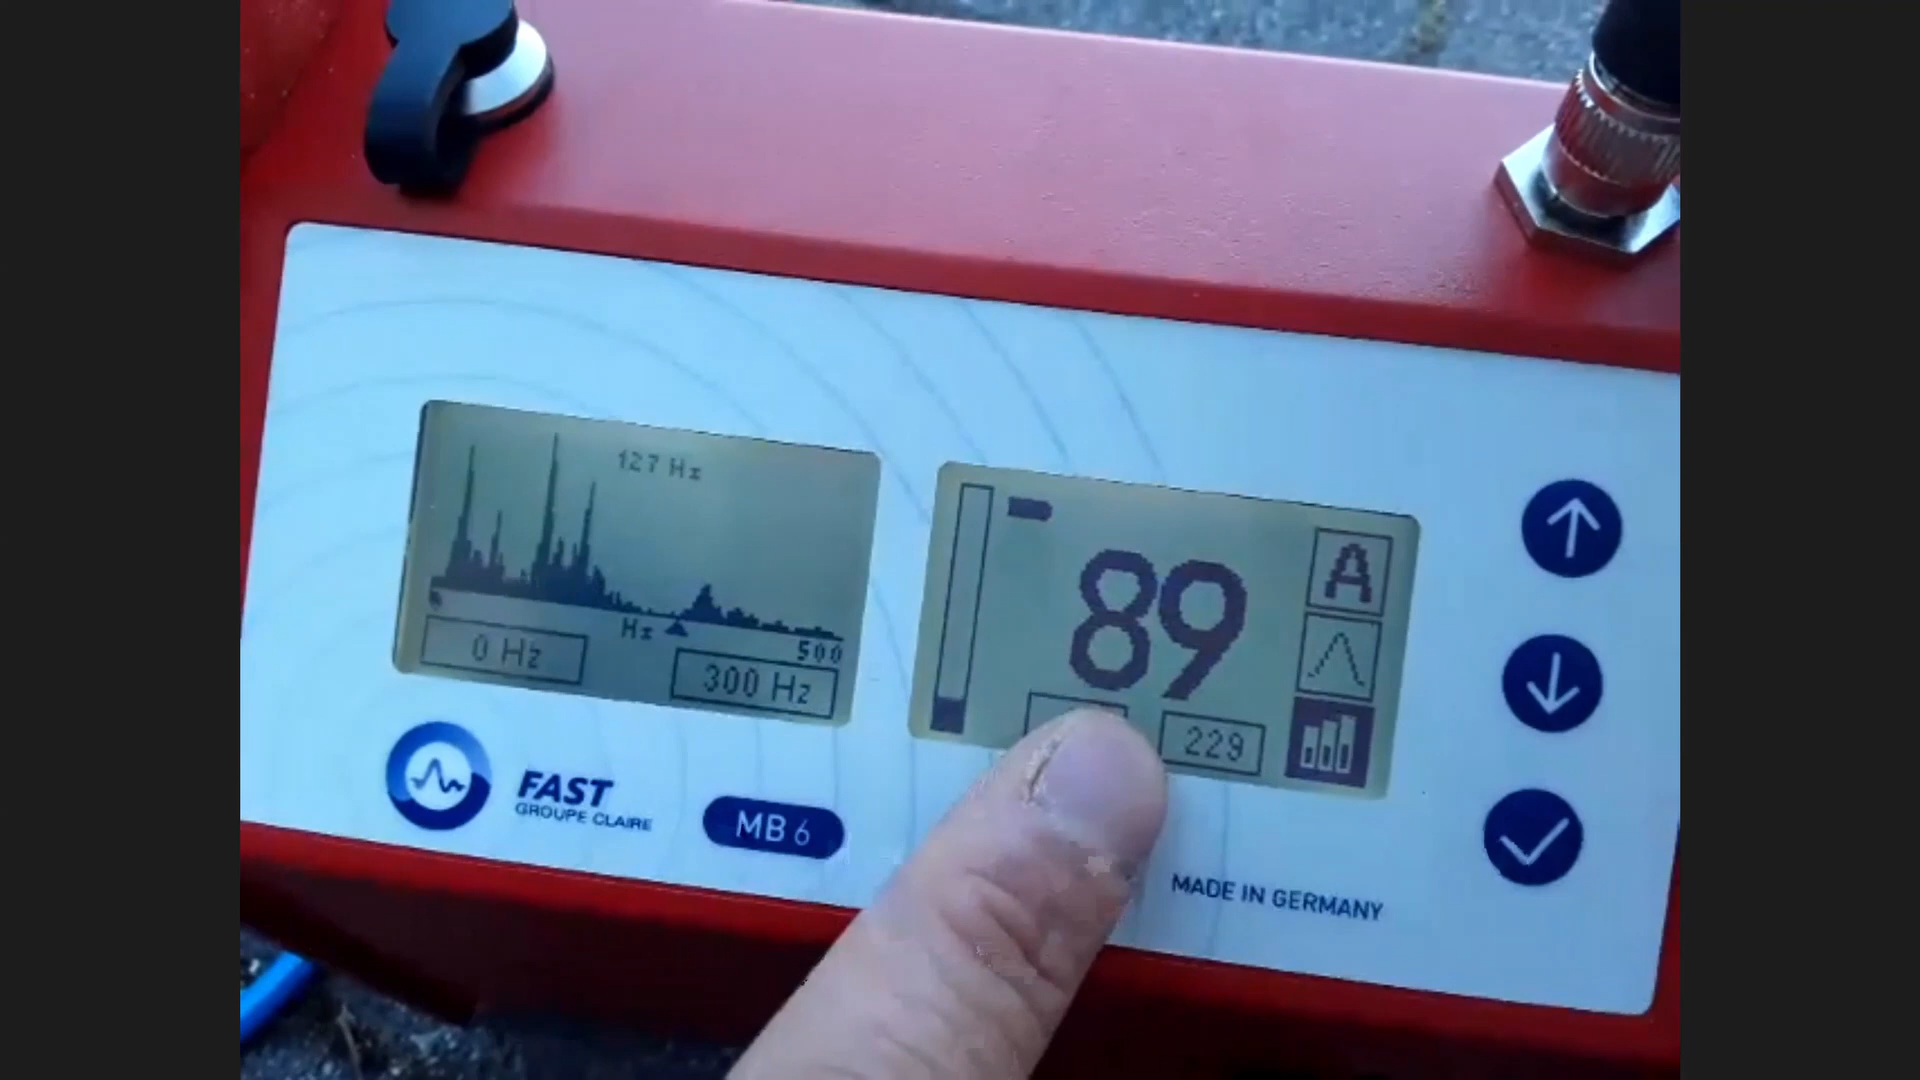 127 Hz
Hz
500
0 Hz
300 Hz
89
A
229
FAST
GROUPE CLAIRE
MB 6
MADE IN GERMANY